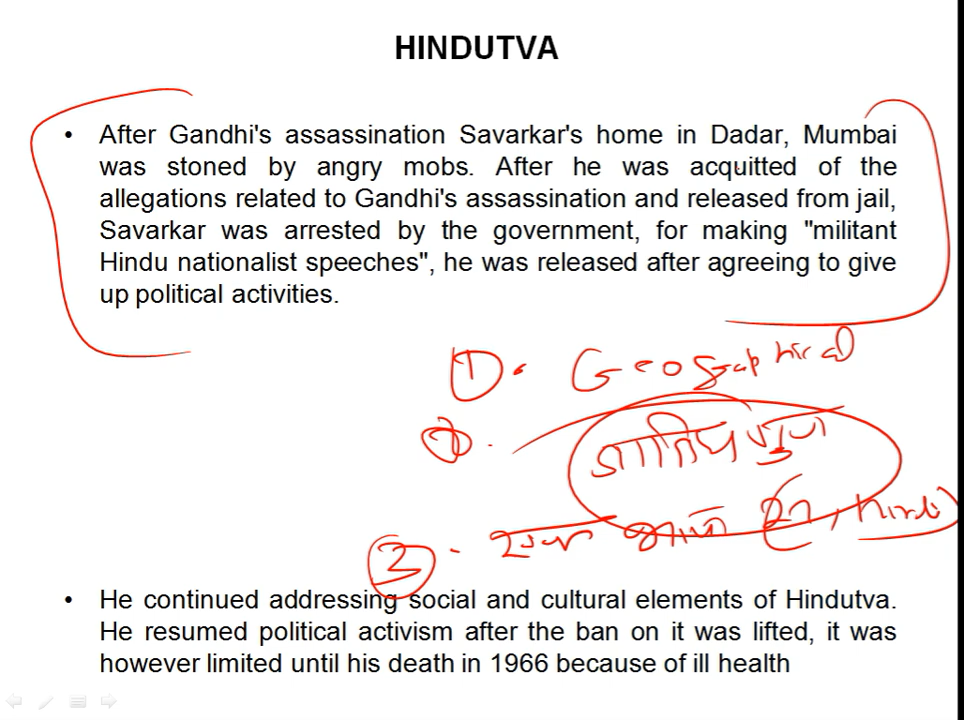 HINDUTVA
• After Gandhi's assassination Savarkar's home in Dadar, Mumbai
was stoned by angry mobs. After he was acquitted of the
allegations related to Gandhi's assassination and released from jail,
Savarkar was arrested by the government, for making "militant
Hindu nationalist speeches", he was released after agreeing to give
up political activities.
1. Geographical
2. जातिय गुण
3.
• He continued addressing social and cultural elements of Hindutva.
He resumed political activism after the ban on it was lifted, it was
however limited until his death in 1966 because of ill health